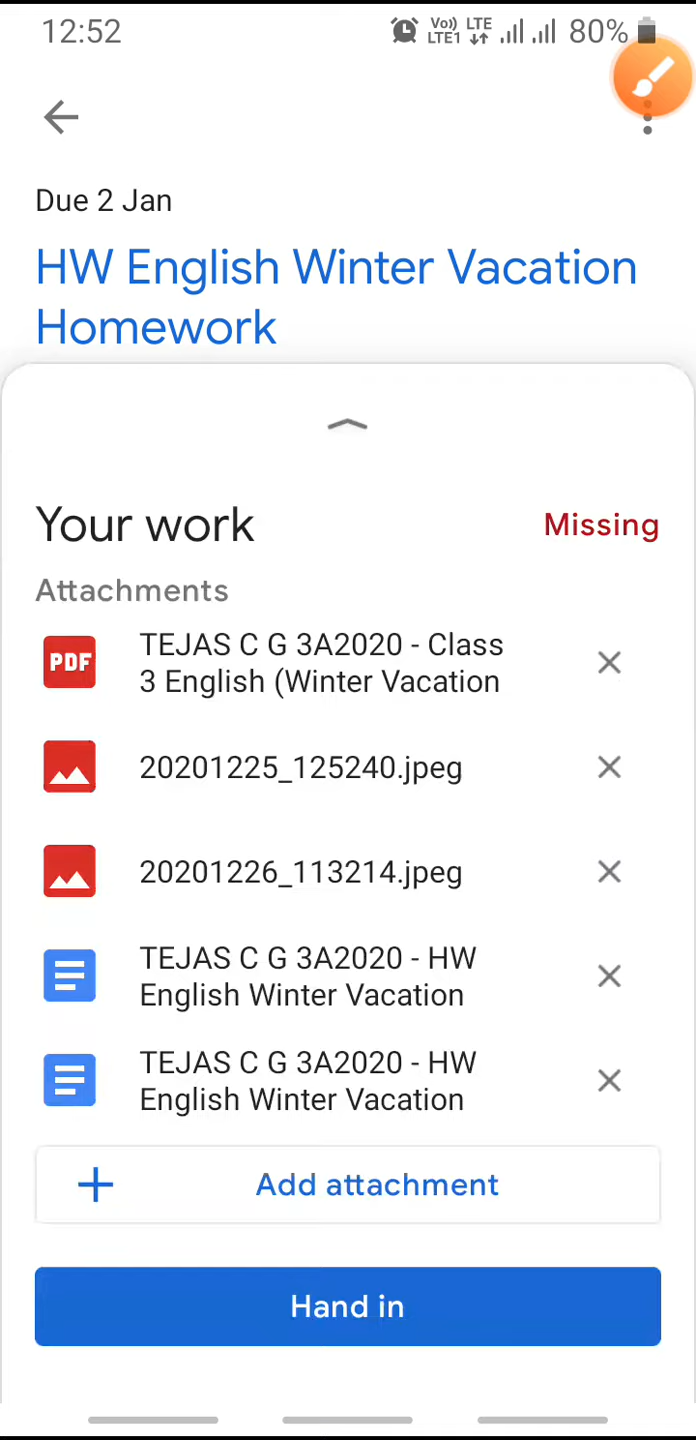 12:52
Vo)) LTE 80%
LTE1
Due 2 Jan
HW English Winter Vacation
Homework
Your work Missing
Attachments
PDF
TEJAS C G 3A2020 - Class
3 English (Winter Vacation
20201225_125240.jpeg
20201226_113214.jpeg
TEJAS C G 3A2020 - HW
English Winter Vacation
TEJAS C G 3A2020 - HW
English Winter Vacation
Add attachment
Hand in